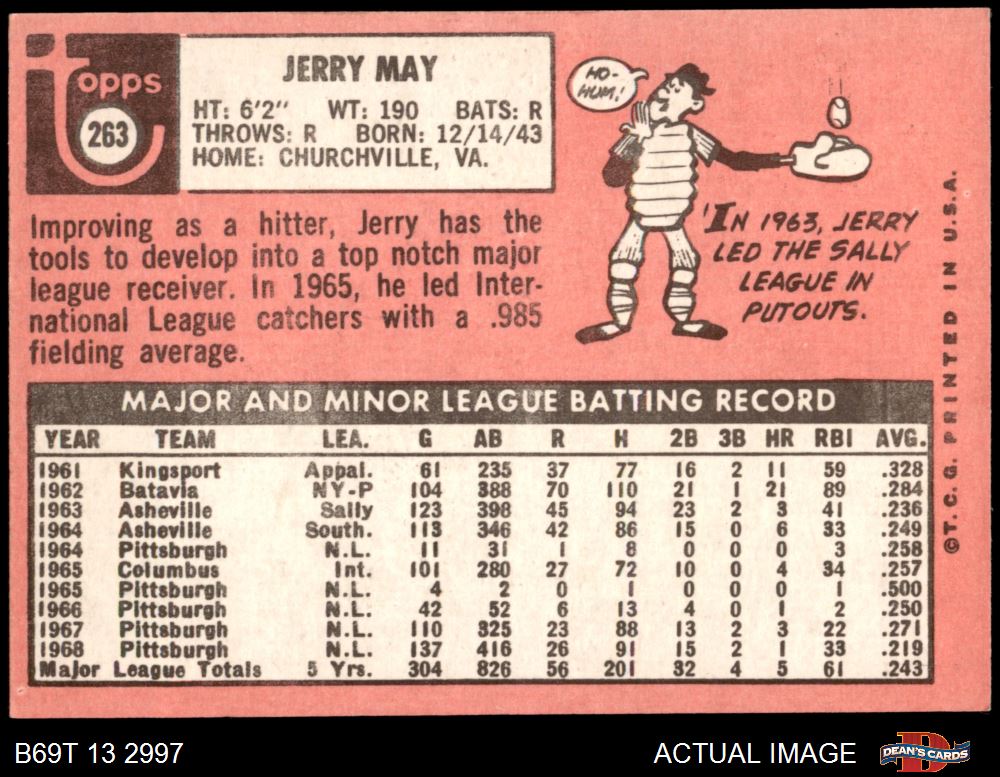 Topps
263
JERRY MAY
HT: 6'2" WT: 190 BATS: R
THROWS: R BORN: 12/14/43
HOME: CHURCHVILLE, VA.
Improving as a hitter, Jerry has the
tools to develop into a top notch major
league receiver. In 1965, he led Inter-
national League catchers with a .985
fielding average.
HO-
HUM!
'IN 1963, JERRY
LED THE SALLY
LEAGUE IN
PUTOUTS.
MAJOR AND MINOR LEAGUE BATTING RECORD
YEAR TEAM LEA. G AB R H 2B 3B HR RBI AVG.
1961 Kingsport Appal. 61 235 37 77 16 2 11 59 .328
1962 Batavia NY-P 104 388 70 110 21 1 21 89 .284
1963 Asheville Sally 123 398 45 94 23 2 3 41 .236
1964 Asheville South. 113 346 42 86 15 0 6 33 .249
1964 Pittsburgh N.L. 11 31 1 8 0 0 0 3 .258
1965 Columbus Int. 101 280 27 72 10 0 4 34 .257
1965 Pittsburgh N.L. 4 2 0 1 0 0 0 1 .500
1966 Pittsburgh N.L. 42 52 6 13 4 0 1 2 .250
1967 Pittsburgh N.L. 110 325 23 88 13 2 3 22 .271
1968 Pittsburgh N.L. 137 416 26 91 15 2 1 33 .219
Major League Totals 5 Yrs. 304 826 56 201 32 4 5 61 .243
©T.C.G. PRINTED IN U.S.A.
B69T 13 2997
ACTUAL IMAGE
D
DEAN'S CARDS